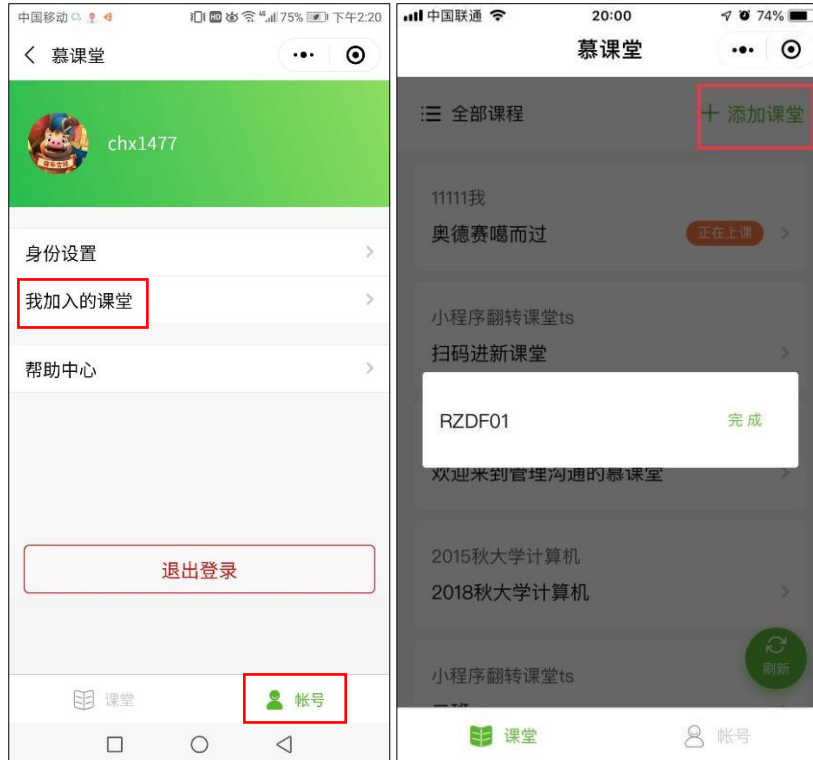 中国移动 46 75% 下午2:20
慕课堂
chx1477
身份设置
我加入的课堂
帮助中心
退出登录
课堂 帐号
中国联通 20:00 74%
慕课堂
全部课程 + 添加课堂
11111我
奥德赛噶而过 正在上课
小程序翻转课堂ts
扫码进新课堂
RZDF01 完成
欢迎来到管理沟通的慕课堂
2015秋大学计算机
2018秋大学计算机
刷新
小程序翻转课堂ts
课堂 帐号